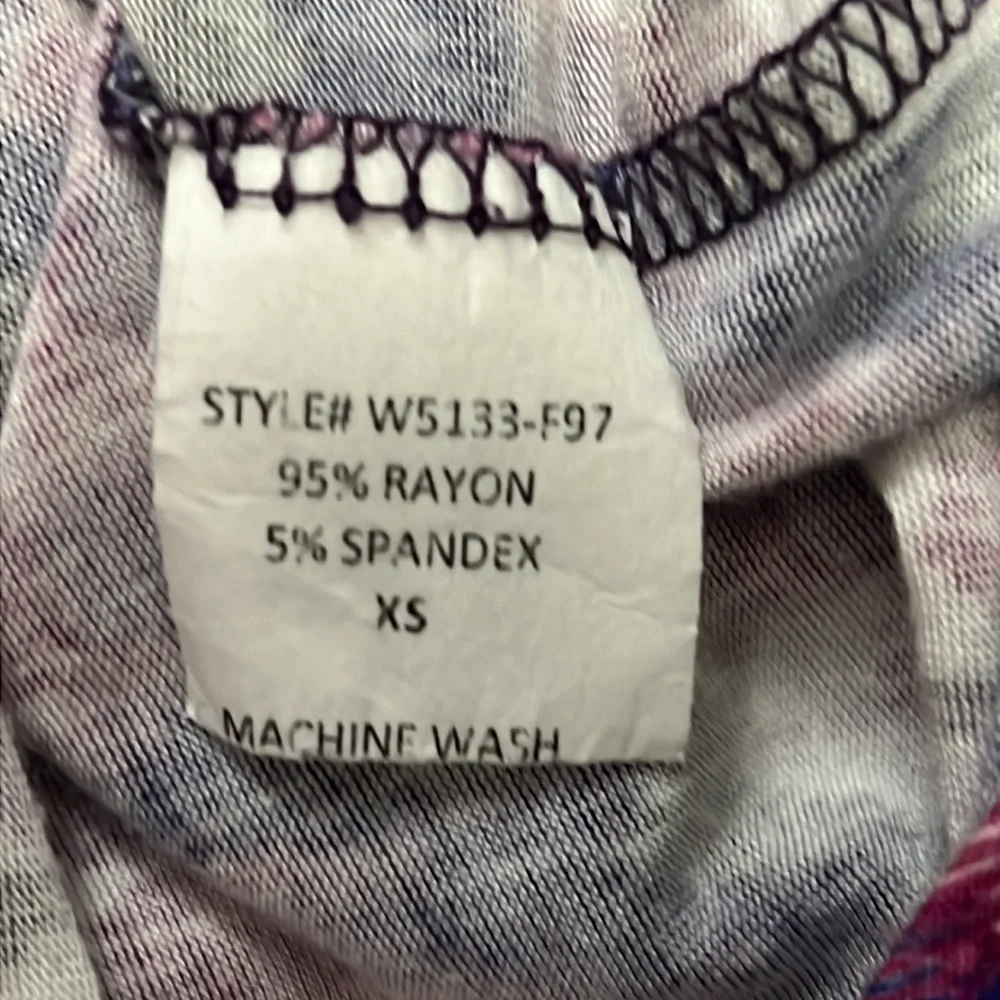 STYLE# W5133-F97
95% RAYON
5% SPANDEX
XS
MACHINE WASH